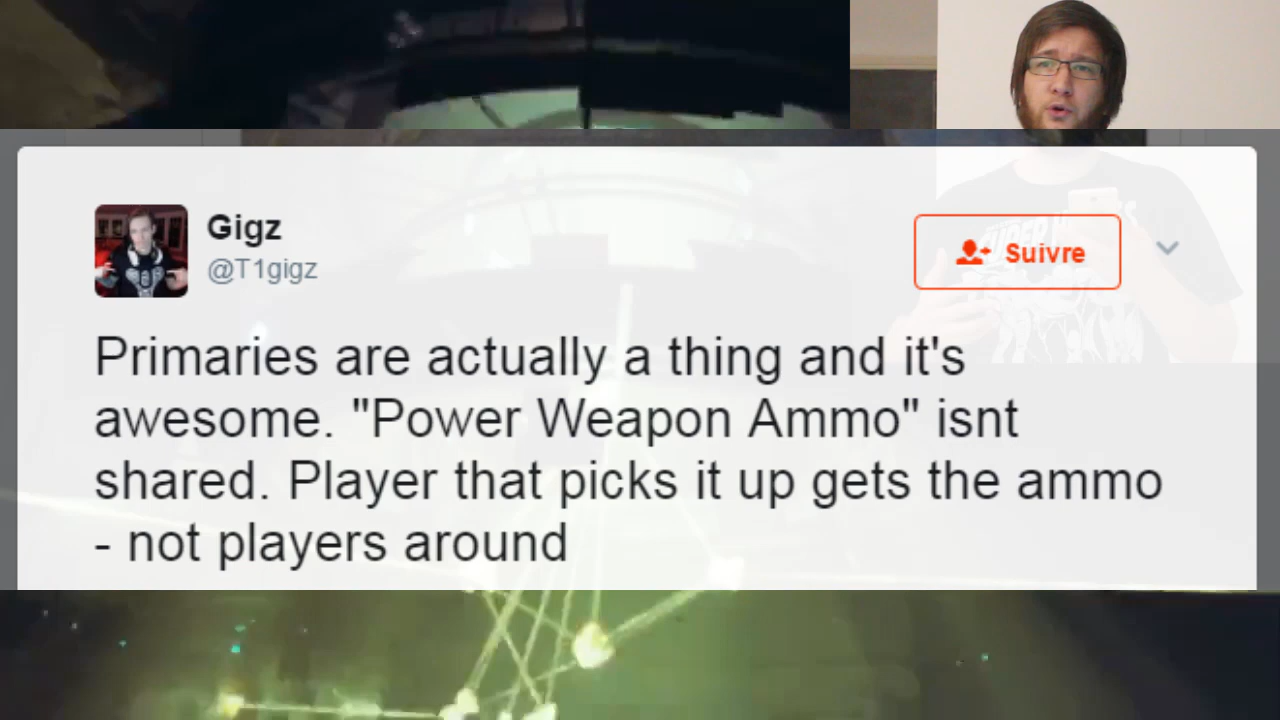 Gigz
@T1gigz
Suivre
Primaries are actually a thing and it's
awesome. "Power Weapon Ammo" isnt
shared. Player that picks it up gets the ammo
- not players around